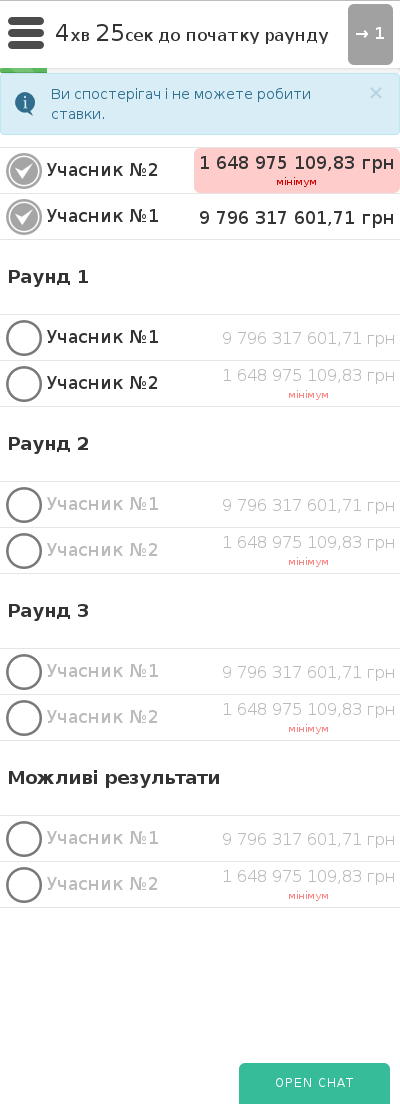 4хв 25сек до початку раунду
→ 1
Ви спостерігач і не можете робити
ставки.
×
Учасник №2
1 648 975 109,83 грн
мінімум
Учасник №1
9 796 317 601,71 грн
Раунд 1
Учасник №1
9 796 317 601,71 грн
Учасник №2
1 648 975 109,83 грн
мінімум
Раунд 2
Учасник №1
9 796 317 601,71 грн
Учасник №2
1 648 975 109,83 грн
мінімум
Раунд 3
Учасник №1
9 796 317 601,71 грн
Учасник №2
1 648 975 109,83 грн
мінімум
Можливі результати
Учасник №1
9 796 317 601,71 грн
Учасник №2
1 648 975 109,83 грн
мінімум
OPEN CHAT